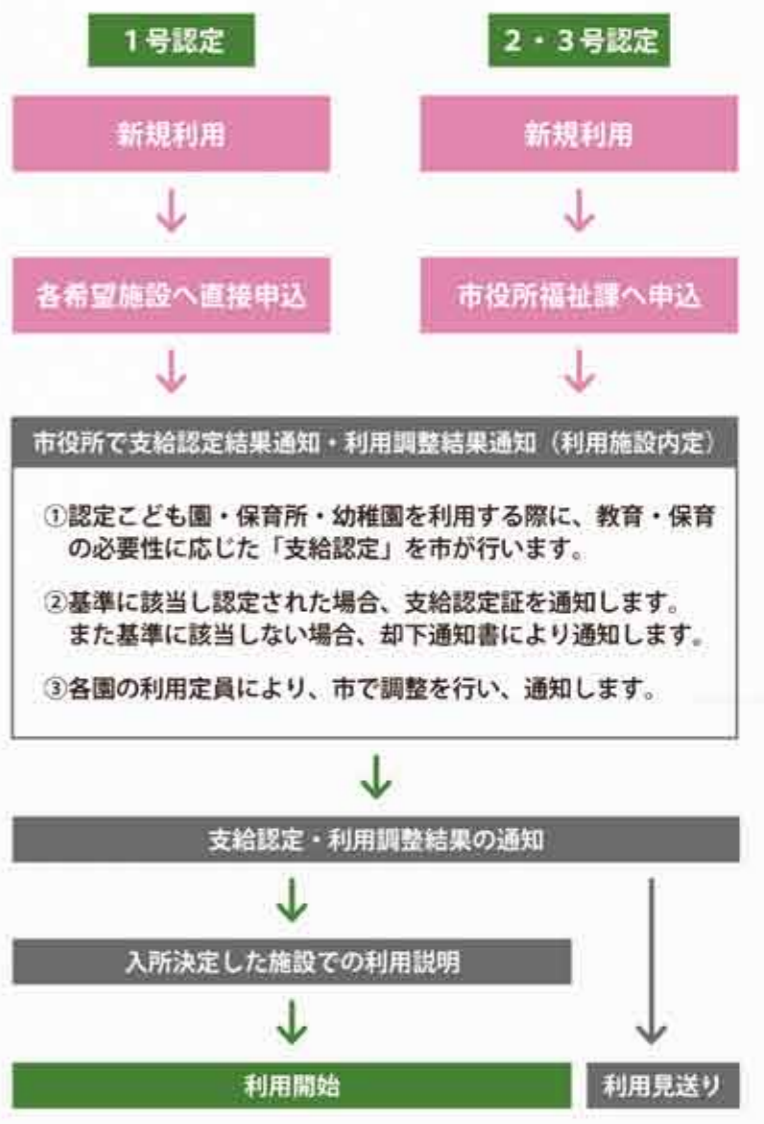 1号認定
2・3号認定
新規利用
新規利用
各希望施設へ直接申込
市役所福祉課へ申込
市役所で支給認定結果通知・利用調整結果通知（利用施設内定）
①認定こども園・保育所・幼稚園を利用する際に、教育・保育
の必要性に応じた「支給認定」を市が行います。
②基準に該当し認定された場合、支給認定証を通知します。
また基準に該当しない場合、却下通知書により通知します。
③各園の利用定員により、市で調整を行い、通知します。
支給認定・利用調整結果の通知
入所決定した施設での利用説明
利用開始
利用見送り